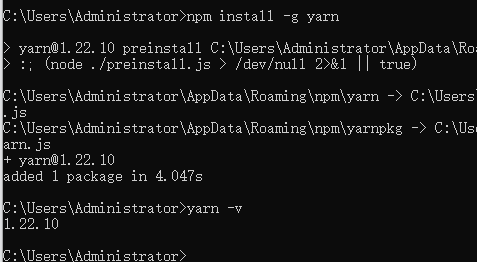 C:\Users\Administrator>npm install -g yarn
> yarn@1.22.10 preinstall C:\Users\Administrator\AppData\Roa
> :; (node ./preinstall.js > /dev/null 2>&1 || true)
C:\Users\Administrator\AppData\Roaming\npm\yarn -> C:\Users
.js
C:\Users\Administrator\AppData\Roaming\npm\yarnpkg -> C:\Use
arn.js
+ yarn@1.22.10
added 1 package in 4.047s
C:\Users\Administrator>yarn -v
1.22.10
C:\Users\Administrator>